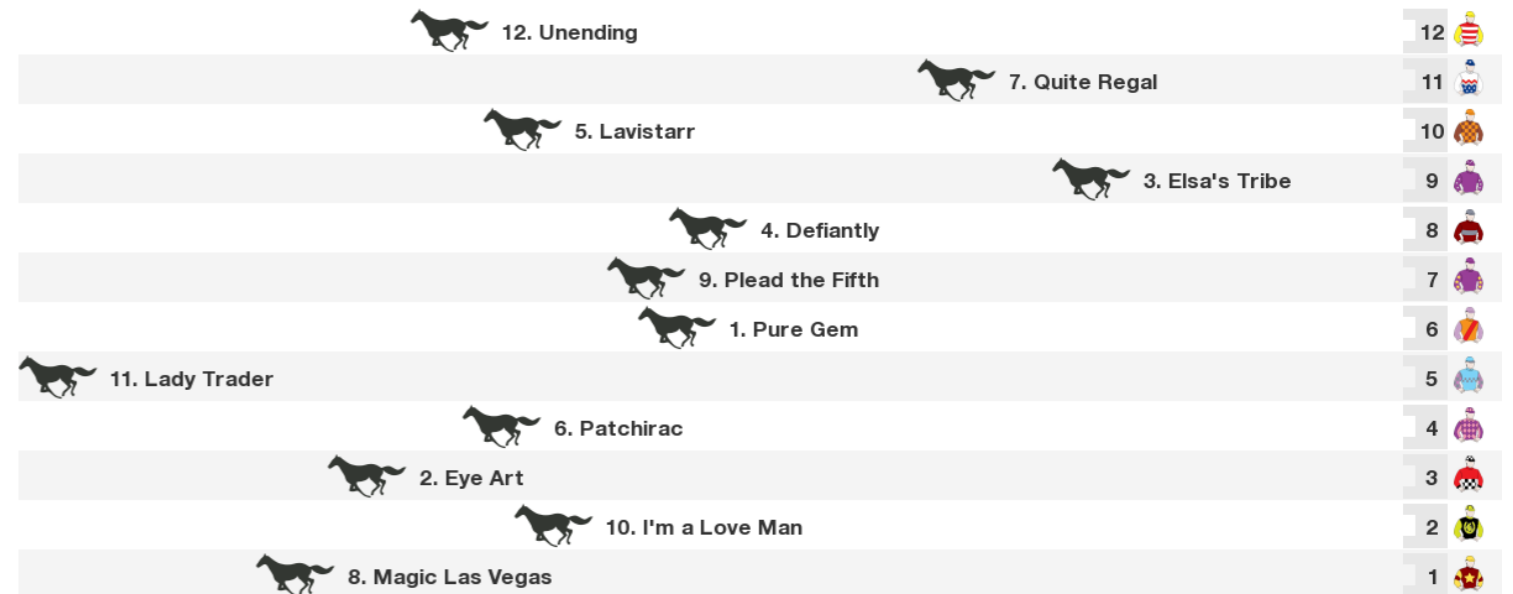 12. Unending 12
7. Quite Regal 11
5. Lavistarr 10
3. Elsa's Tribe 9
4. Defiantly 8
9. Plead the Fifth 7
1. Pure Gem 6
11. Lady Trader 5
6. Patchirac 4
2. Eye Art 3
10. I'm a Love Man 2
8. Magic Las Vegas 1